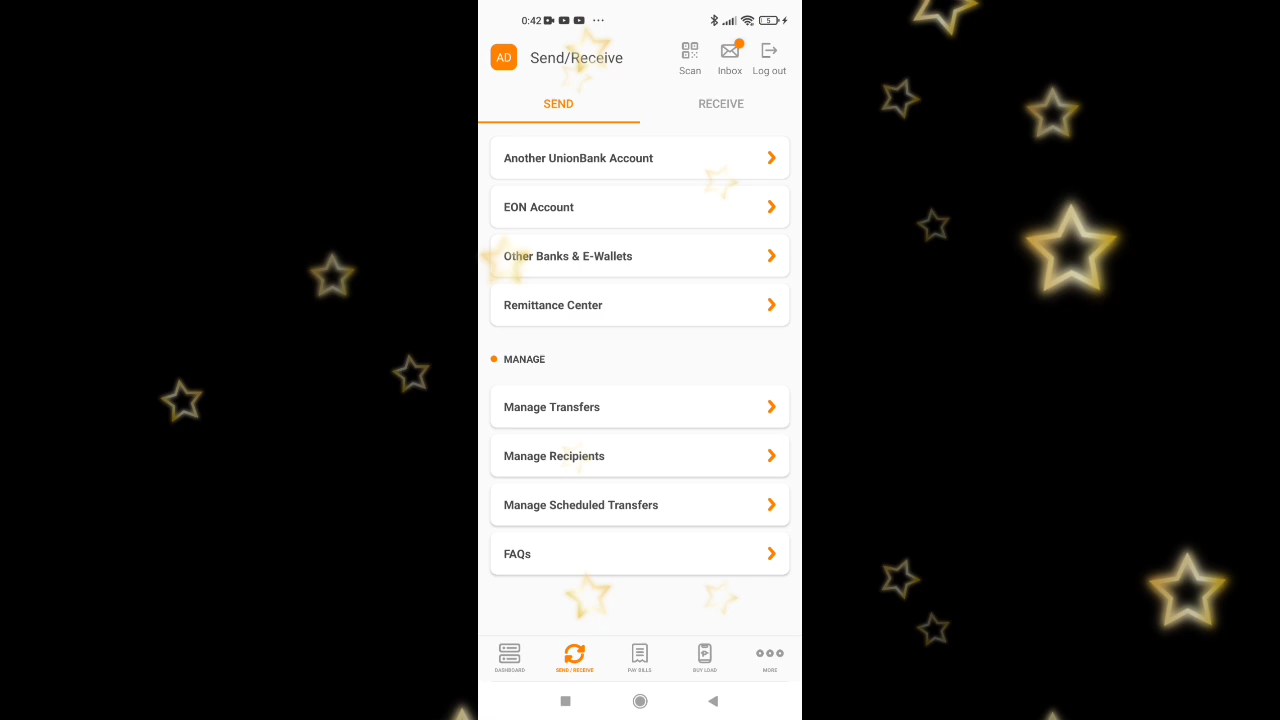 0:42
5
AD
Send/Receive
Scan
Inbox
Log out
SEND
RECEIVE
Another UnionBank Account
EON Account
Other Banks & E-Wallets
Remittance Center
MANAGE
Manage Transfers
Manage Recipients
Manage Scheduled Transfers
FAQs
DASHBOARD
SEND / RECEIVE
PAY BILLS
BUY LOAD
MORE